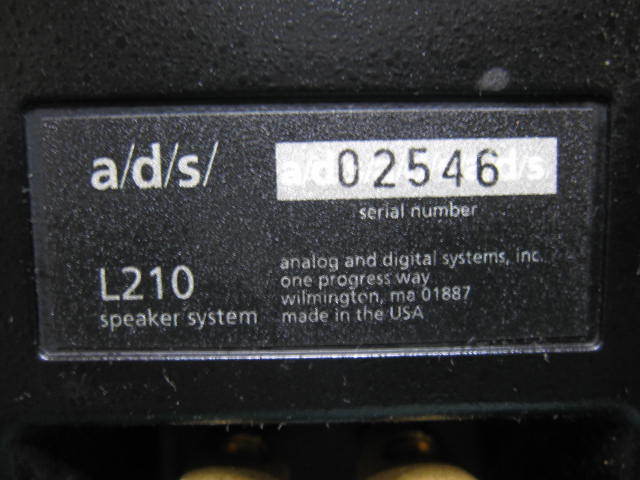 a/d/s/
02546
serial number
L210
speaker system
analog and digital systems, inc.
one progress way
wilmington, ma 01887
made in the USA